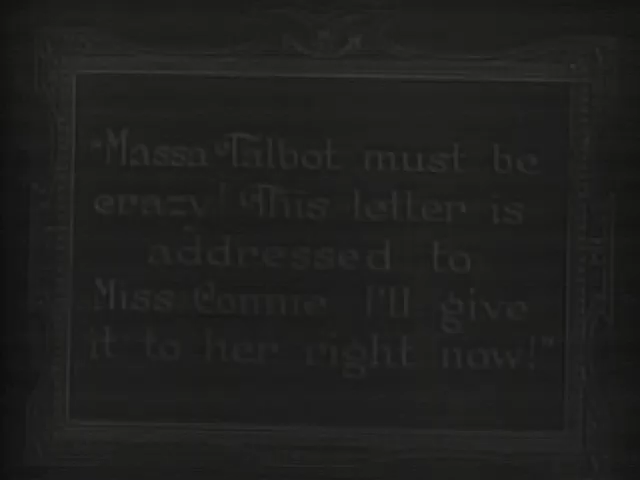 "Massa Talbot must be
crazy! This letter is
addressed to
Miss Connie I'll give
it to her right now!"